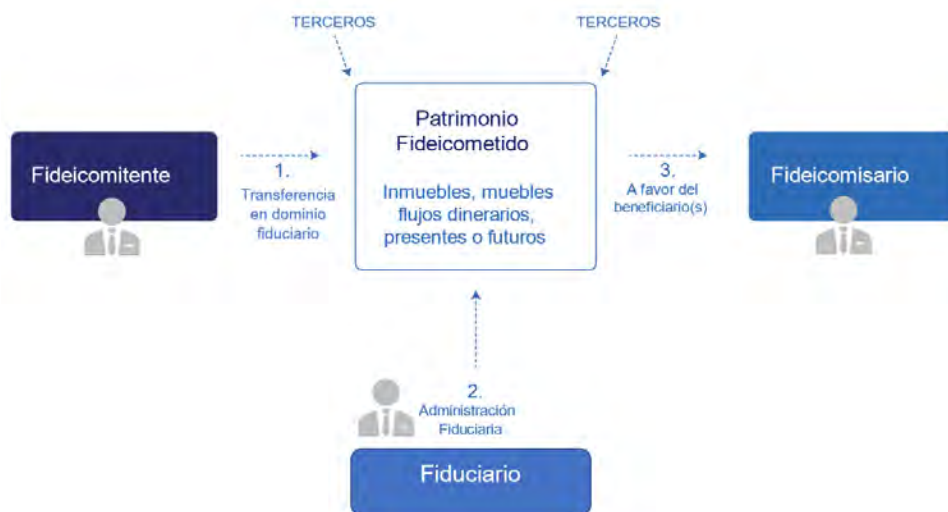 TERCEROS
TERCEROS
Patrimonio
Fideicometido
Inmuebles, muebles
flujos dinerarios,
presentes o futuros
Fideicomitente
1.
Transferencia
en dominio
fiduciario
3.
A favor del
beneficiario(s)
Fideicomisario
2.
Administración
Fiduciaria
Fiduciario